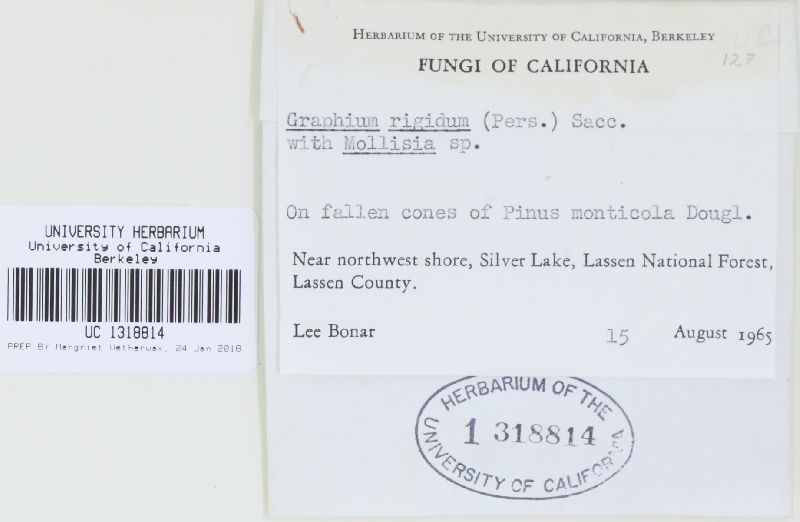 HERBARIUM OF THE UNIVERSITY OF CALIFORNIA, BERKELEY
UC
FUNGI OF CALIFORNIA
127
Graphium rigidum (Pers.) Sacc.
with Mollisia sp.
On fallen cones of Pinus monticola Dougl.
Near northwest shore, Silver Lake, Lassen National Forest,
Lassen County.
Lee Bonar 15 August 1965
UNIVERSITY HERBARIUM
University of California
Berkeley
UC 1318814
PREP BY Margriet Wetherwax, 24 Jan 2018
HERBARIUM OF THE
1 318814
UNIVERSITY OF CALIFORNIA